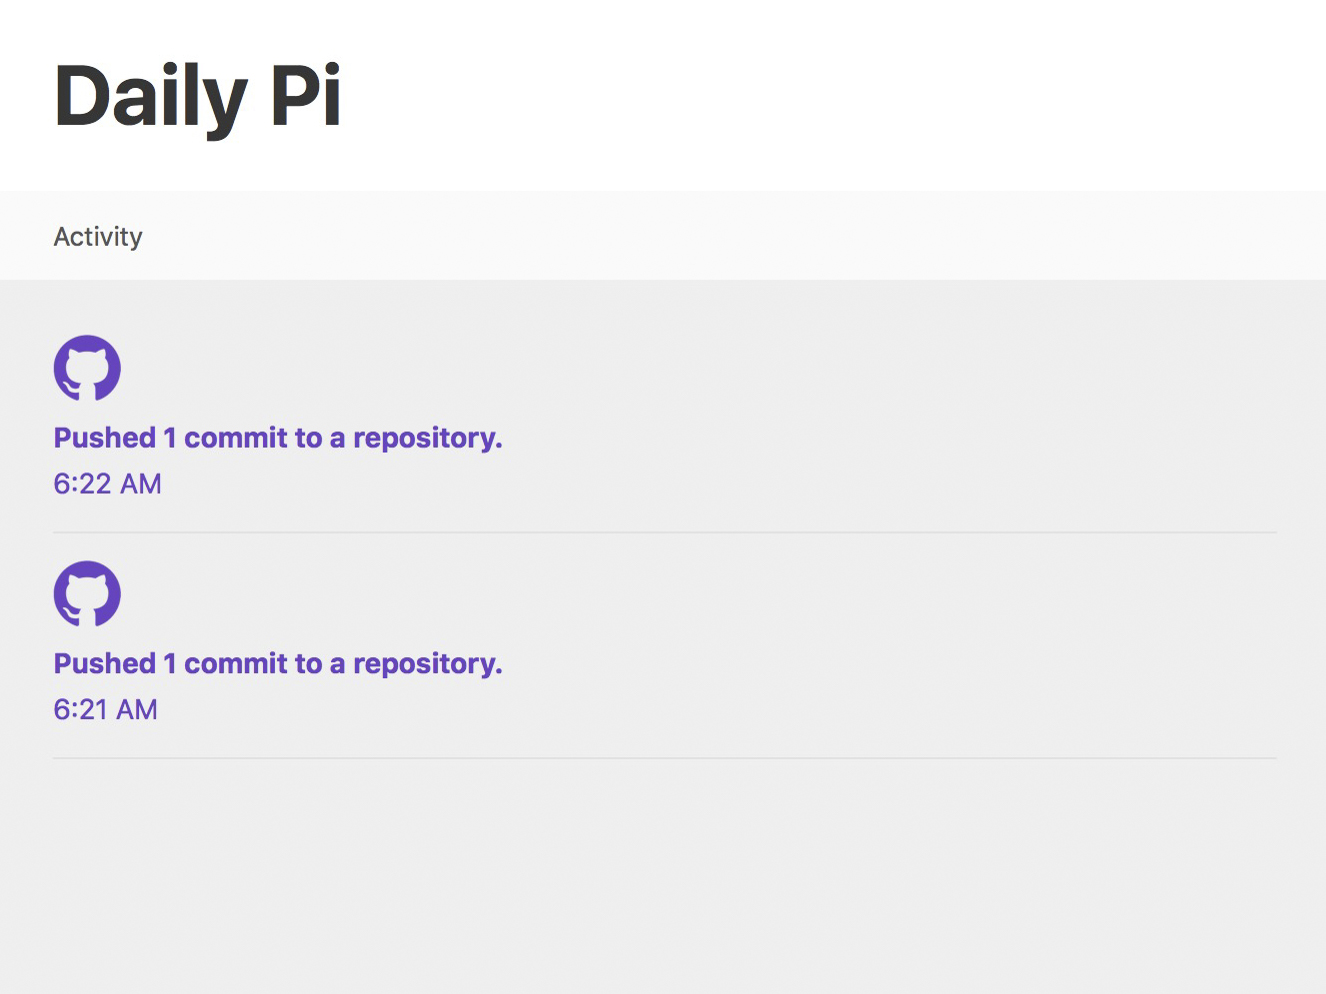 Daily Pi
Activity
Pushed 1 commit to a repository.
6:22 AM
Pushed 1 commit to a repository.
6:21 AM